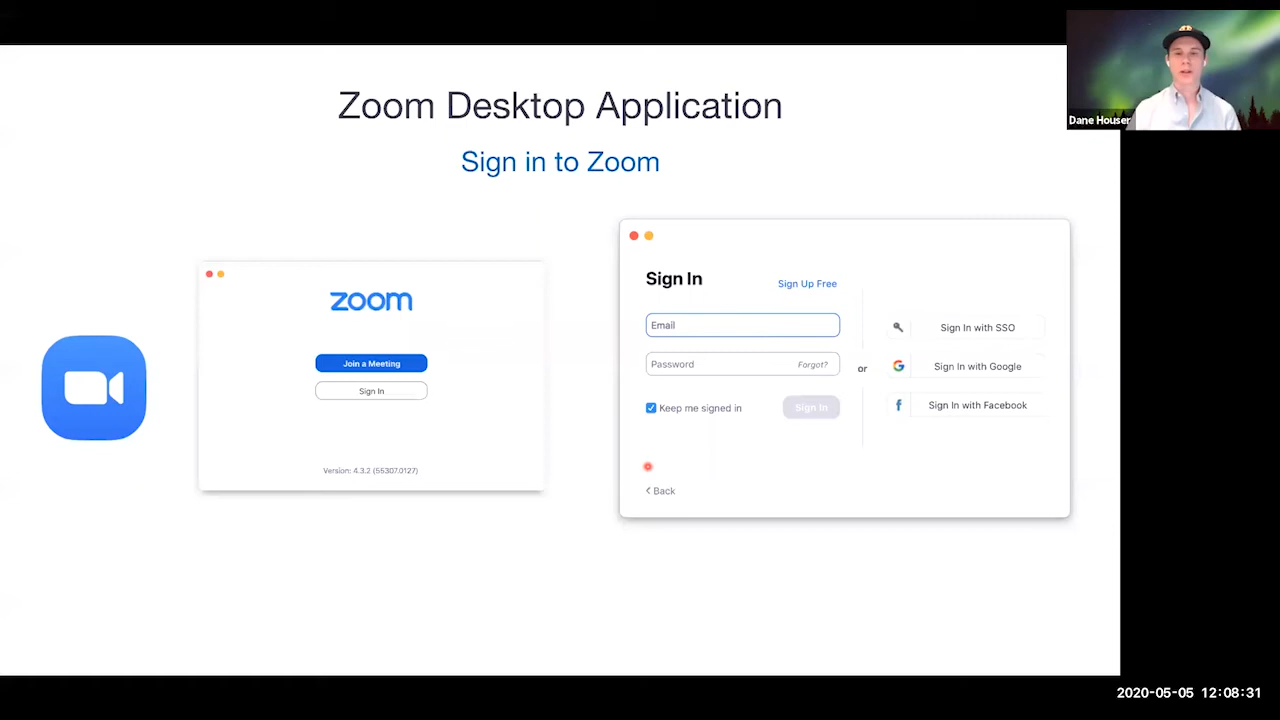 Zoom Desktop Application
Sign in to Zoom
Dane Houser
zoom
Join a Meeting
Sign In
Version: 4.3.2 (55307.0127)
Sign In
Sign Up Free
Email
Password
Forgot?
Keep me signed in
Sign In
Back
or
Sign In with SSO
Sign In with Google
Sign In with Facebook
2020-05-05 12:08:31